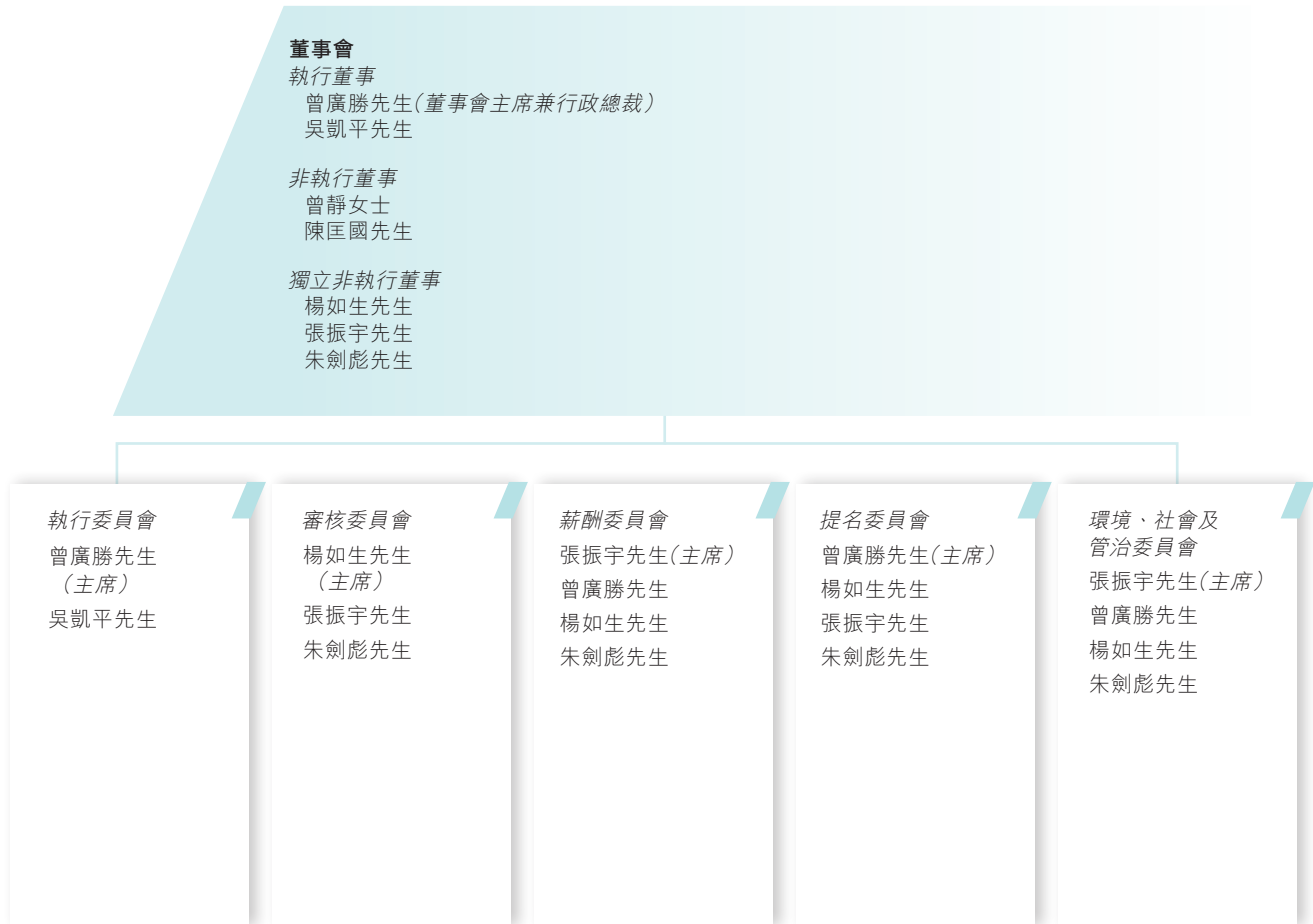 董事會
執行董事
曾廣勝先生(董事會主席兼行政總裁)
吳凱平先生
非執行董事
曾靜女士
陳匡國先生
獨立非執行董事
楊如生先生
張振宇先生
朱劍彪先生
執行委員會
曾廣勝先生
(主席)
吳凱平先生
審核委員會
楊如生先生
(主席)
張振宇先生
朱劍彪先生
薪酬委員會
張振宇先生(主席)
曾廣勝先生
楊如生先生
朱劍彪先生
提名委員會
曾廣勝先生(主席)
楊如生先生
張振宇先生
朱劍彪先生
環境、社會及
管治委員會
張振宇先生(主席)
曾廣勝先生
楊如生先生
朱劍彪先生